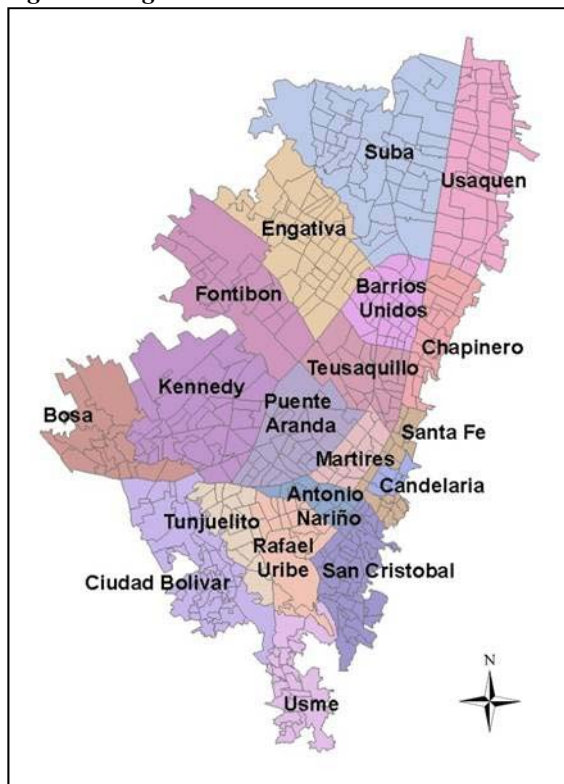 Suba
Usaquen
Engativa
Barrios
Unidos
Fontibon
Chapinero
Teusaquillo
Kennedy
Puente
Aranda
Bosa
Santa Fe
Martires
Candelaria
Antonio
Nariño
Tunjuelito
Rafael
Uribe
San Cristobal
Ciudad Bolivar
Usme
N